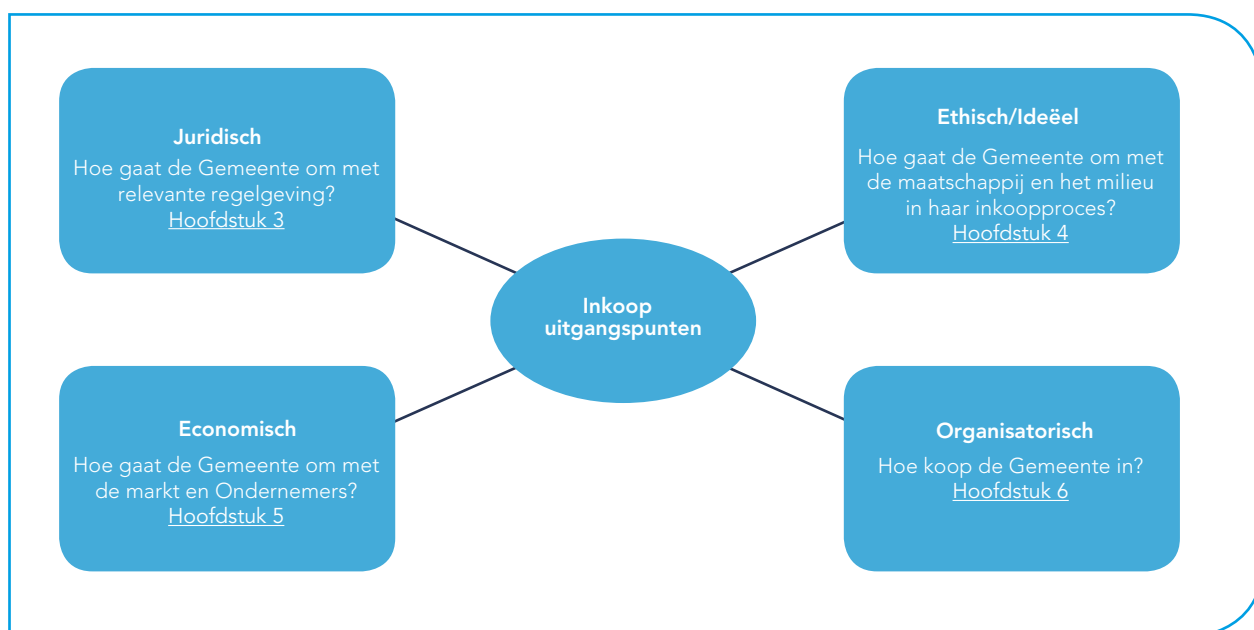 Juridisch
Hoe gaat de Gemeente om met
relevante regelgeving?
Hoofdstuk 3
Ethisch/Ideëel
Hoe gaat de Gemeente om met
de maatschappij en het milieu
in haar inkoopproces?
Hoofdstuk 4
Inkoop
uitgangspunten
Economisch
Hoe gaat de Gemeente om met
de markt en Ondernemers?
Hoofdstuk 5
Organisatorisch
Hoe koop de Gemeente in?
Hoofdstuk 6